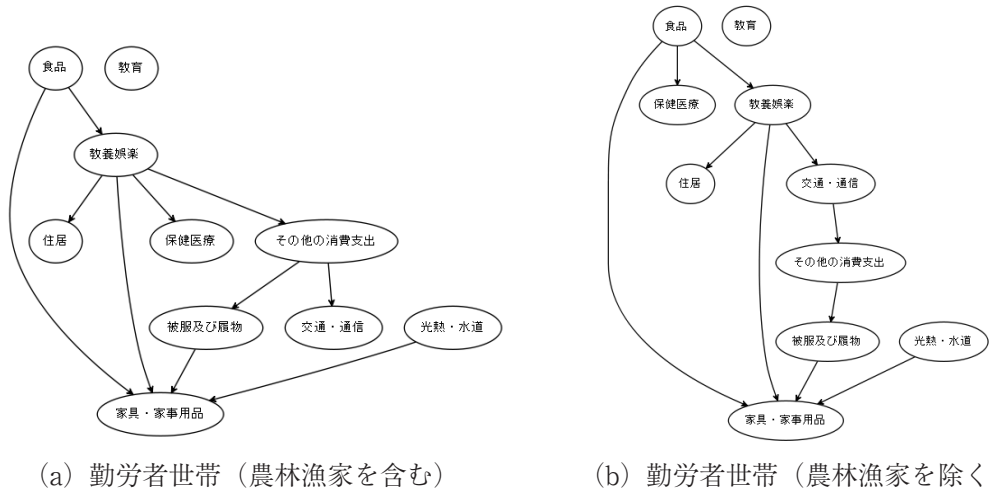 食品
教育
教養娯楽
住居
保健医療
その他の消費支出
被服及び履物
交通・通信
光熱・水道
家具・家事用品
(a) 勤労者世帯（農林漁家を含む）
食品
教育
保健医療
教養娯楽
住居
交通・通信
その他の消費支出
被服及び履物
光熱・水道
家具・家事用品
(b) 勤労者世帯（農林漁家を除く